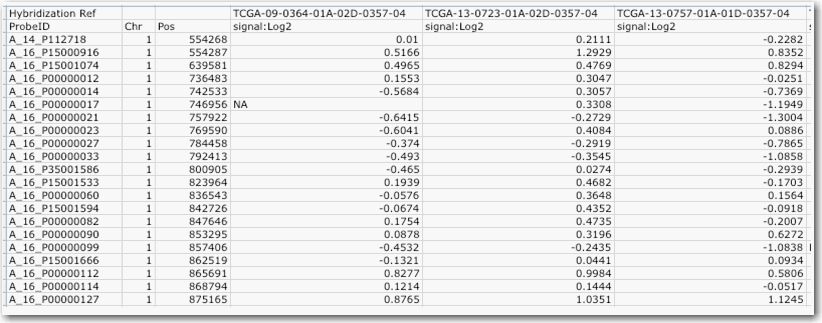 Hybridization Ref TCGA-09-0364-01A-02D-0357-04 TCGA-13-0723-01A-02D-0357-04 TCGA-13-0757-01A-01D-0357-04
ProbeID Chr Pos signal:Log2 signal:Log2 signal:Log2
A_14_P112718 1 554268 0.01 0.2111 -0.2282
A_16_P15000916 1 554287 0.5166 1.2929 0.8352
A_16_P15001074 1 639581 0.4965 0.4769 0.8294
A_16_P00000012 1 736483 0.1553 0.3047 -0.0251
A_16_P00000014 1 742533 -0.5684 0.3057 -0.7369
A_16_P00000017 1 746956 NA 0.3308 -1.1949
A_16_P00000021 1 757922 -0.6415 -0.2729 -1.3004
A_16_P00000023 1 769590 -0.6041 0.4084 0.0886
A_16_P00000027 1 784458 -0.374 -0.2919 -0.7865
A_16_P00000033 1 792413 -0.493 -0.3545 -1.0858
A_16_P35001586 1 800905 -0.465 0.0274 -0.2939
A_16_P15001533 1 823964 0.1939 0.4682 -0.1703
A_16_P00000060 1 836543 -0.0576 0.3648 0.1564
A_16_P15001594 1 842726 -0.0674 0.4352 -0.0918
A_16_P00000082 1 847646 0.1754 0.4735 -0.2007
A_16_P00000090 1 853295 0.0878 0.3196 0.6272
A_16_P00000099 1 857406 -0.4532 -0.2435 -1.0838
A_16_P15001666 1 862519 -0.1321 0.0441 0.0934
A_16_P00000112 1 865691 0.8277 0.9984 0.5806
A_16_P00000114 1 868794 0.1214 0.1444 -0.0517
A_16_P00000127 1 875165 0.8765 1.0351 1.1245